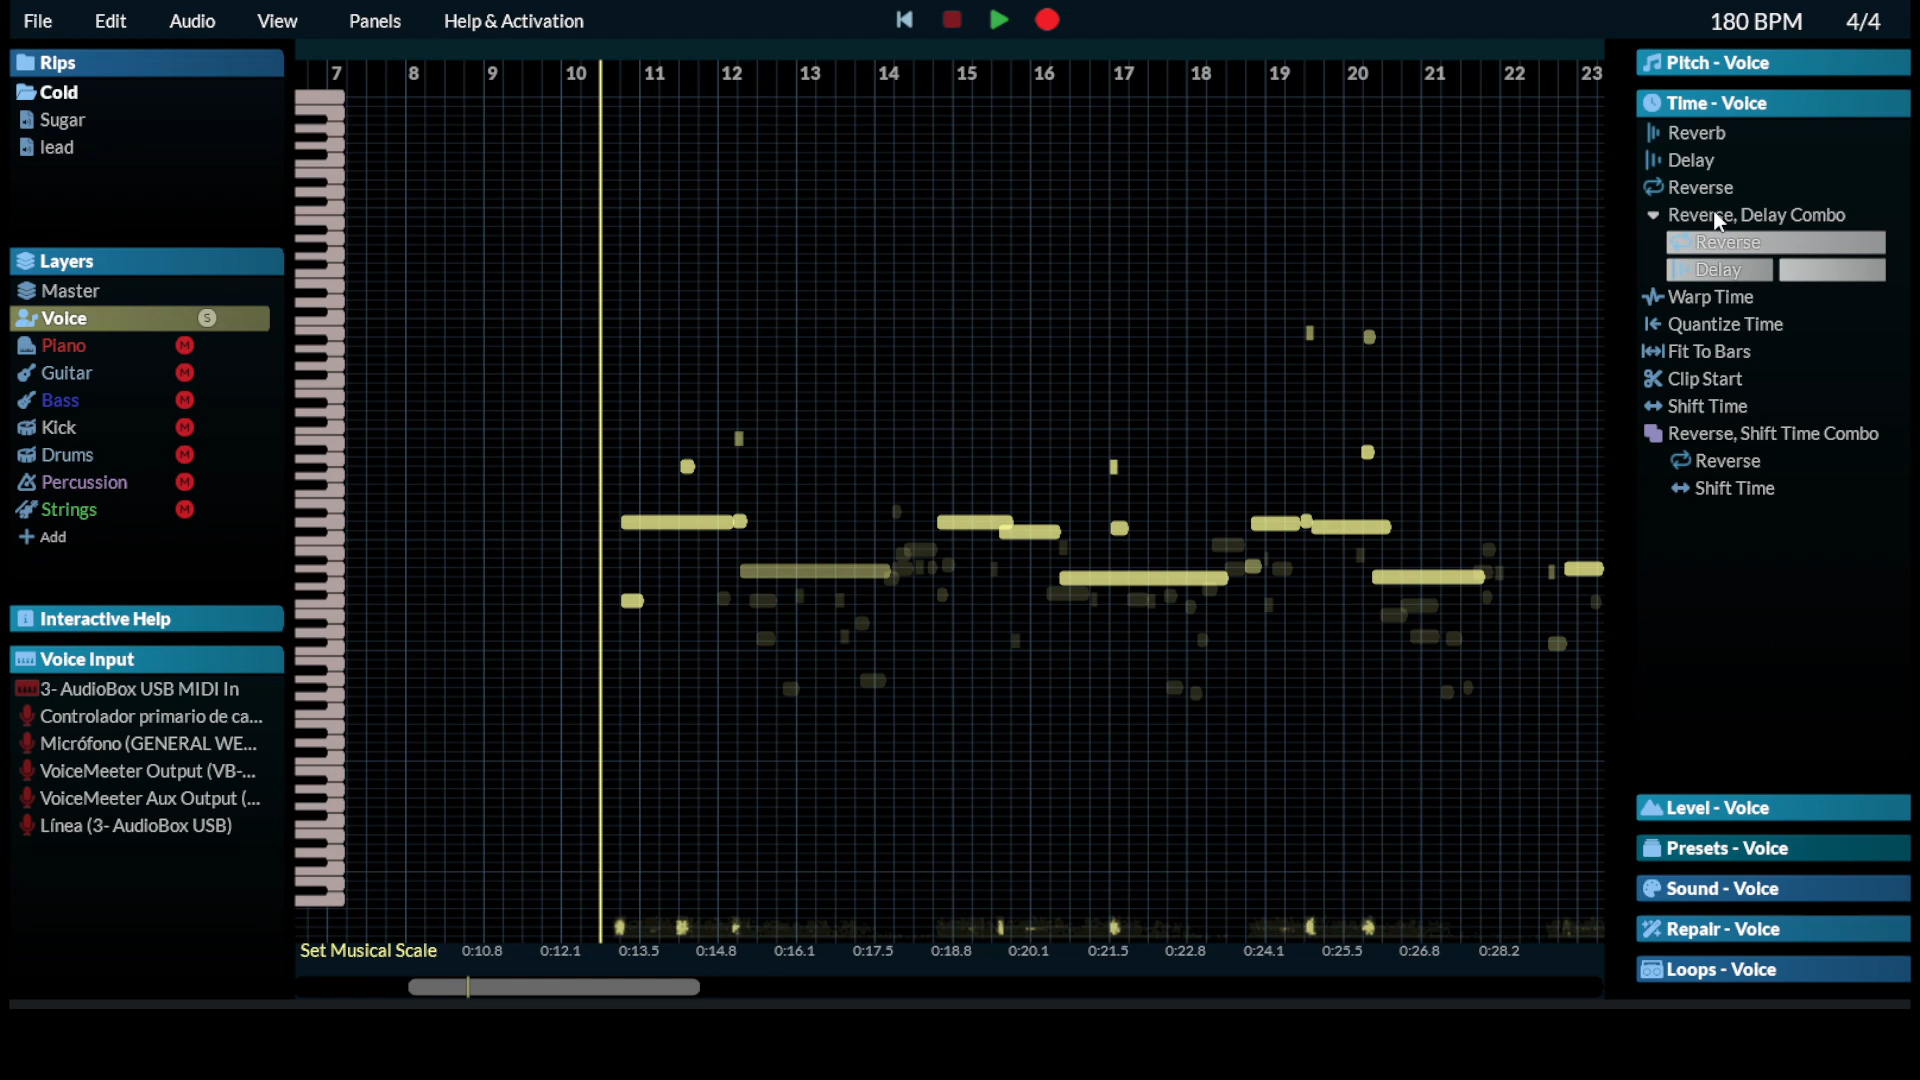 File Edit Audio View Panels Help & Activation 180 BPM 4/4
Rips
Cold
Sugar
lead
Layers
Master
Voice S
Piano M
Guitar M
Bass M
Kick M
Drums M
Percussion M
Strings M
Add
Interactive Help
Voice Input
3- AudioBox USB MIDI In
Controlador primario de ca...
Micrófono (GENERAL WE...
VoiceMeeter Output (VB-...
VoiceMeeter Aux Output (...
Línea (3- AudioBox USB)
7 8 9 10 11 12 13 14 15 16 17 18 19 20 21 22 23
Set Musical Scale 0:10.8 0:12.1 0:13.5 0:14.8 0:16.1 0:17.5 0:18.8 0:20.1 0:21.5 0:22.8 0:24.1 0:25.5 0:26.8 0:28.2
Pitch - Voice
Time - Voice
Reverb
Delay
Reverse
Reverse, Delay Combo
Reverse
Delay
Warp Time
Quantize Time
Fit To Bars
Clip Start
Shift Time
Reverse, Shift Time Combo
Reverse
Shift Time
Level - Voice
Presets - Voice
Sound - Voice
Repair - Voice
Loops - Voice